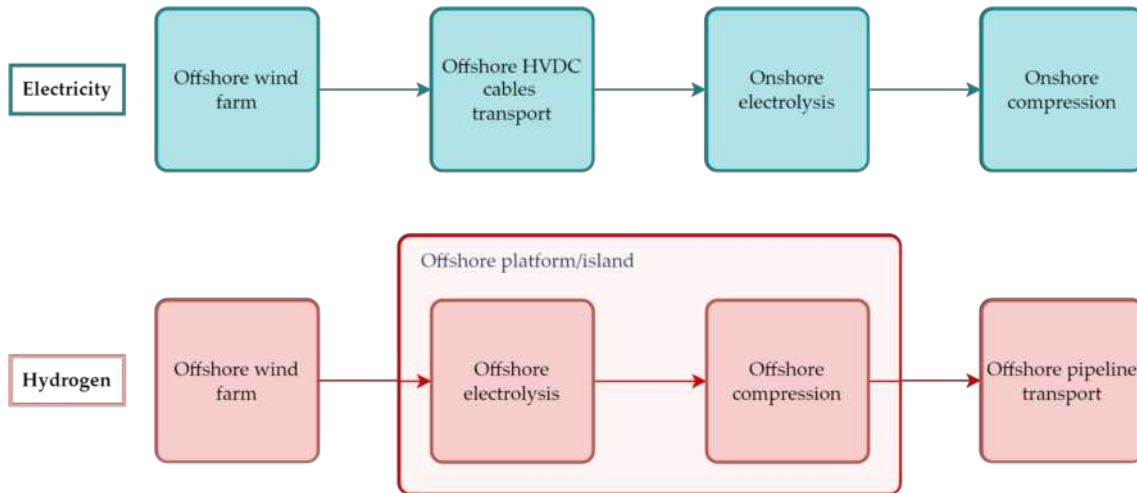 Electricity
Offshore wind
farm
Offshore HVDC
cables
transport
Onshore
electrolysis
Onshore
compression
Offshore platform/island
Hydrogen
Offshore wind
farm
Offshore
electrolysis
Offshore
compression
Offshore pipeline
transport